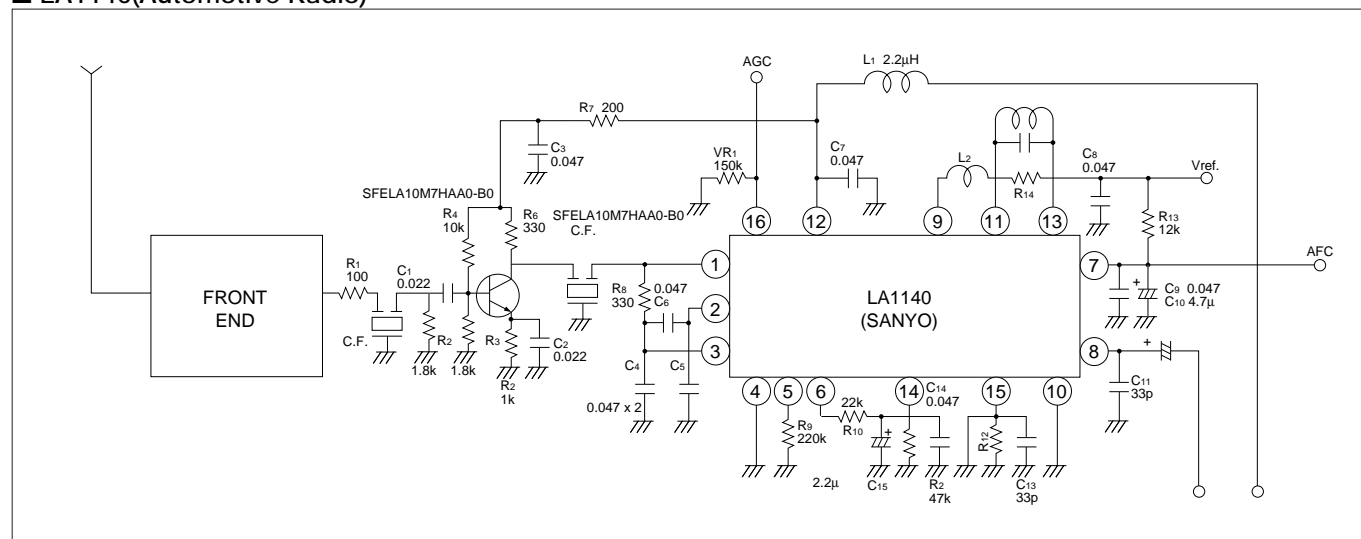 LA1140(Automotive Radio)
AGC
L1 2.2µH
R7 200
C3
0.047
VR1
150k
C7
0.047
L2
R14
C8
0.047
Vref.
SFELA10M7HAA0-B0
R4
10k
R6
330
SFELA10M7HAA0-B0
C.F.
16
12
9
11
13
R13
12k
FRONT
END
R1
100
C1
0.022
C.F.
R2
1.8k
1.8k
R3
R2
1k
C2
0.022
R8
330
0.047
C6
C4
C5
0.047 x 2
1
2
3
LA1140
(SANYO)
7
8
AFC
C9 0.047
C10 4.7µ
C11
33p
4
5
6
14
15
10
R9
220k
22k
R10
2.2µ
C15
C14
0.047
R2
47k
R12
C13
33p
+
+
+